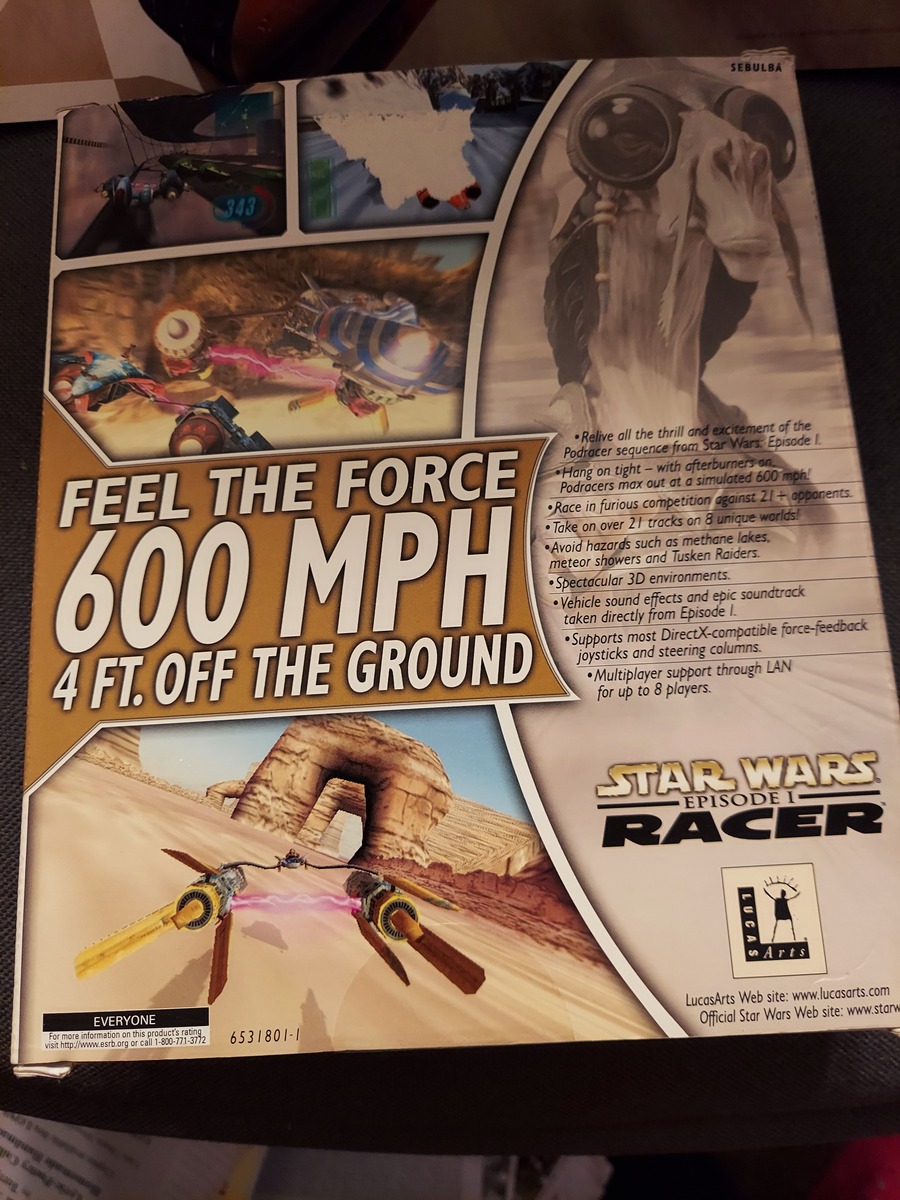 SEBULBA
343
FEEL THE FORCE
600 MPH
4 FT. OFF THE GROUND
•Relive all the thrill and excitement of the
Podracer sequence from Star Wars: Episode I.
•Hang on tight – with afterburners on,
Podracers max out at a simulated 600 mph!
•Race in furious competition against 21+ opponents.
•Take on over 21 tracks on 8 unique worlds!
•Avoid hazards such as methane lakes,
meteor showers and Tusken Raiders.
•Spectacular 3D environments.
•Vehicle sound effects and epic soundtrack
taken directly from Episode I.
•Supports most DirectX-compatible force-feedback
joysticks and steering columns.
•Multiplayer support through LAN
for up to 8 players.
STAR WARS
EPISODE I
RACER
LUCAS
Arts
LucasArts Web site: www.lucasarts.com
Official Star Wars Web site: www.starw
EVERYONE
For more information on this product's rating
visit http://www.esrb.org or call 1-800-771-3772
6531801-1